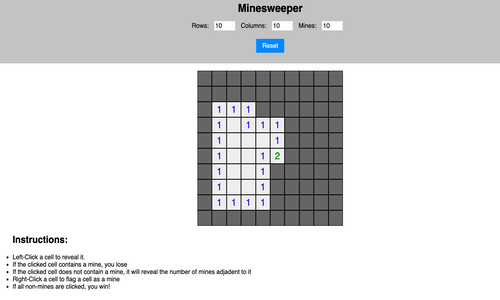 Minesweeper
Rows: 10 Columns: 10 Mines: 10
Reset
1 1 1
1 1 1 1
1 1
1 1 2
1 1
1 1
1 1 1 1
Instructions:
Left-Click a cell to reveal it.
If the clicked cell contains a mine, you lose
If the clicked cell does not contain a mine, it will reveal the number of mines adjadent to it
Right-Click a cell to flag a cell as a mine
If all non-mines are clicked, you win!